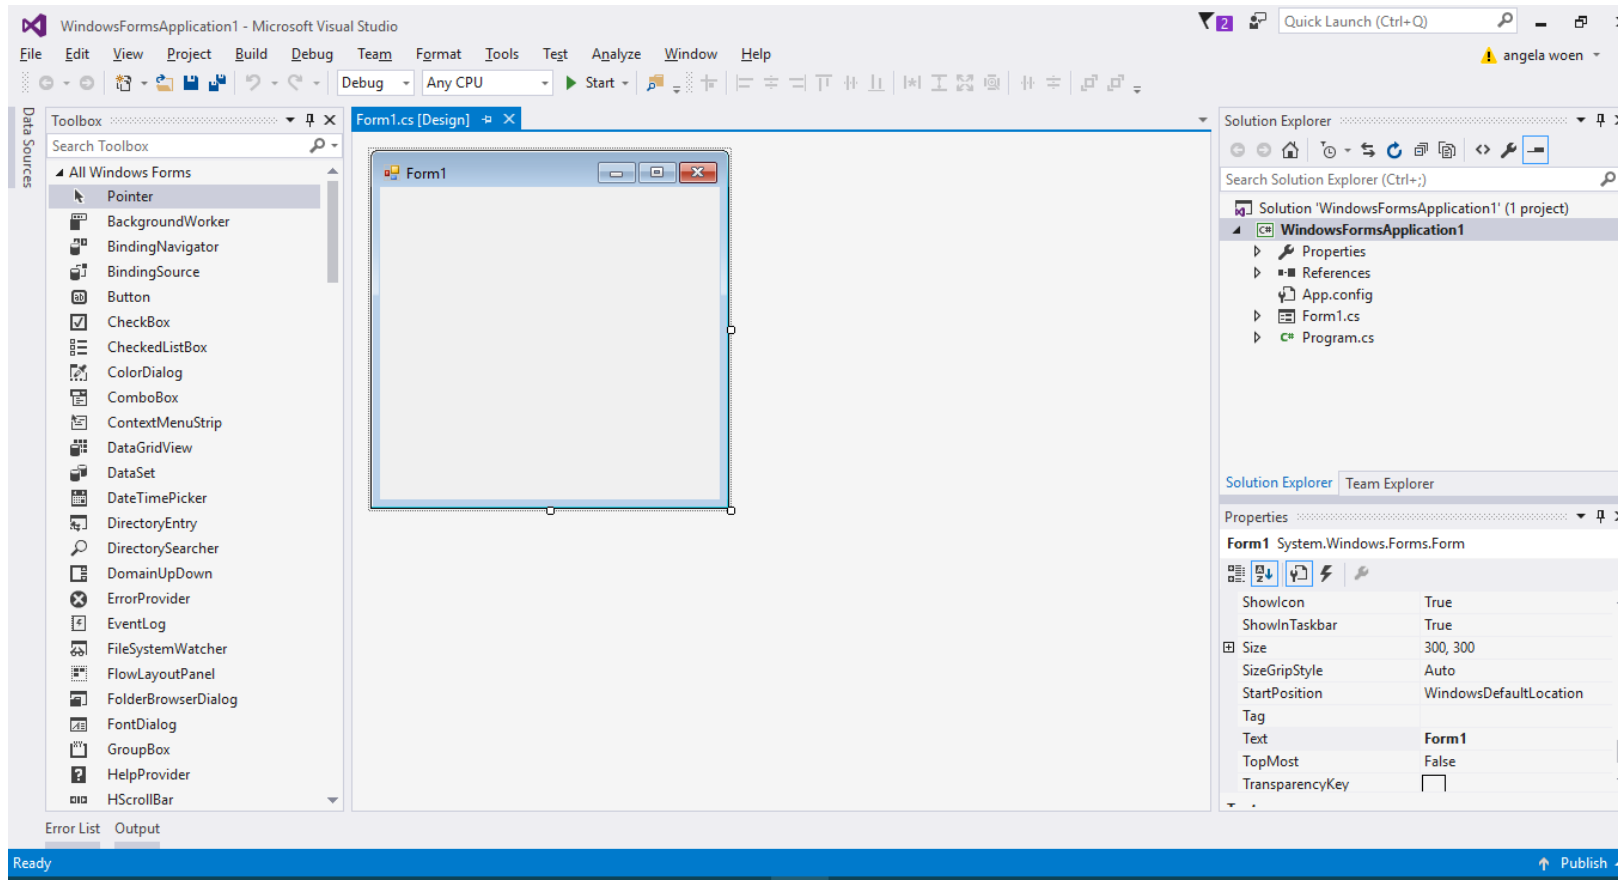 WindowsFormsApplication1 - Microsoft Visual Studio
2
Quick Launch (Ctrl+Q)
File Edit View Project Build Debug Team Format Tools Test Analyze Window Help
angela woen
Debug
Any CPU
Start
Data Sources
Toolbox
Search Toolbox
All Windows Forms
Pointer
BackgroundWorker
BindingNavigator
BindingSource
Button
CheckBox
CheckedListBox
ColorDialog
ComboBox
ContextMenuStrip
DataGridView
DataSet
DateTimePicker
DirectoryEntry
DirectorySearcher
DomainUpDown
ErrorProvider
EventLog
FileSystemWatcher
FlowLayoutPanel
FolderBrowserDialog
FontDialog
GroupBox
HelpProvider
HScrollBar
Form1.cs [Design]
Form1
Solution Explorer
Search Solution Explorer (Ctrl+;)
Solution 'WindowsFormsApplication1' (1 project)
C# WindowsFormsApplication1
Properties
References
App.config
Form1.cs
C# Program.cs
Solution Explorer Team Explorer
Properties
Form1 System.Windows.Forms.Form
ShowIcon True
ShowInTaskbar True
Size 300, 300
SizeGripStyle Auto
StartPosition WindowsDefaultLocation
Tag
Text Form1
TopMost False
TransparencyKey
Error List Output
Ready
Publish